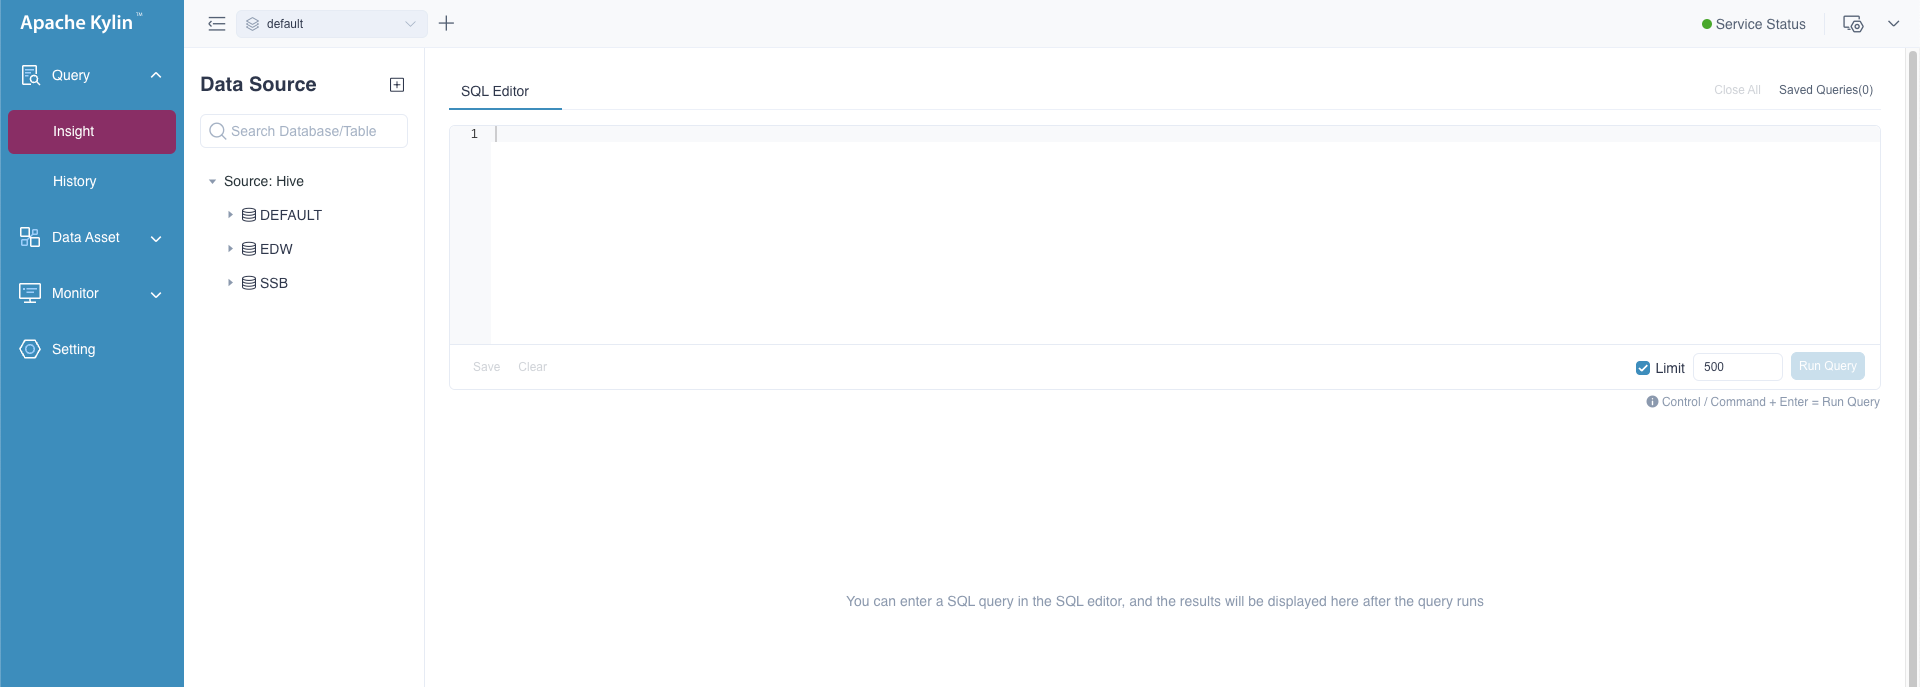 Apache Kylin™
default
Service Status
Query
Insight
History
Data Asset
Monitor
Setting
Data Source
Search Database/Table
Source: Hive
DEFAULT
EDW
SSB
SQL Editor
Close All
Saved Queries(0)
1
Save
Clear
Limit
500
Run Query
Control / Command + Enter = Run Query
You can enter a SQL query in the SQL editor, and the results will be displayed here after the query runs